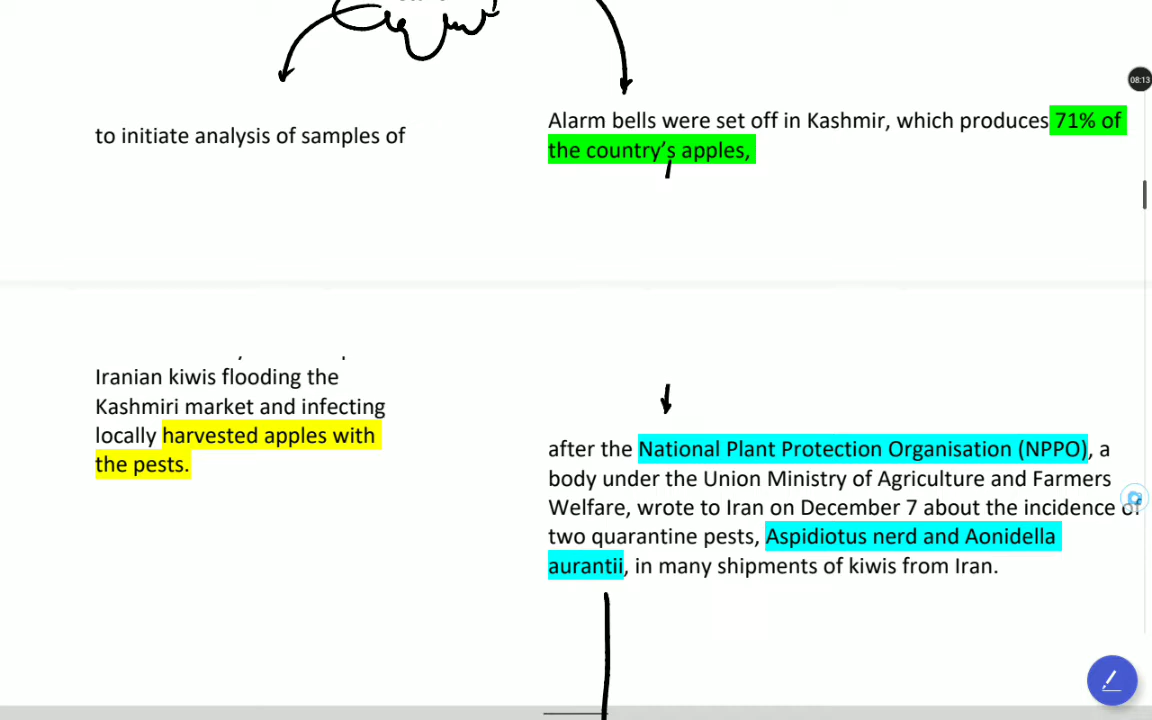 to initiate analysis of samples of
Iranian kiwis flooding the
Kashmiri market and infecting
locally harvested apples with
the pests.
Alarm bells were set off in Kashmir, which produces 71% of
the country's apples,
after the National Plant Protection Organisation (NPPO), a
body under the Union Ministry of Agriculture and Farmers
Welfare, wrote to Iran on December 7 about the incidence of
two quarantine pests, Aspidiotus nerd and Aonidella
aurantii, in many shipments of kiwis from Iran.
08:13